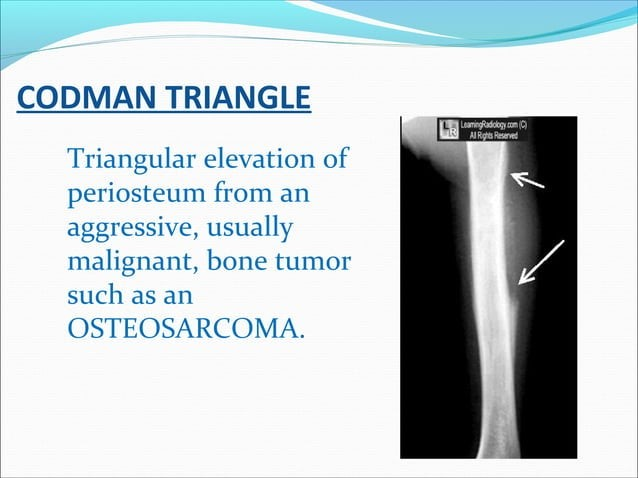 CODMAN TRIANGLE
Triangular elevation of
periosteum from an
aggressive, usually
malignant, bone tumor
such as an
OSTEOSARCOMA.
LR
LearningRadiology.com (C)
All Rights Reserved